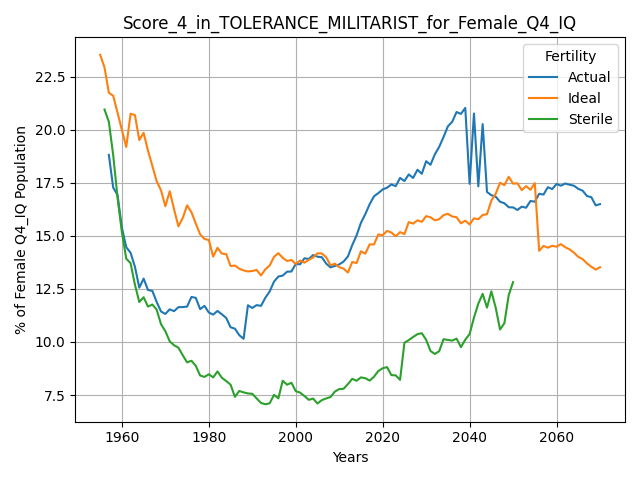 Score_4_in_TOLERANCE_MILITARIST_for_Female_Q4_IQ
Fertility
Actual
Ideal
Sterile
% of Female Q4_IQ Population
22.5
20.0
17.5
15.0
12.5
10.0
7.5
1960 1980 2000 2020 2040 2060
Years